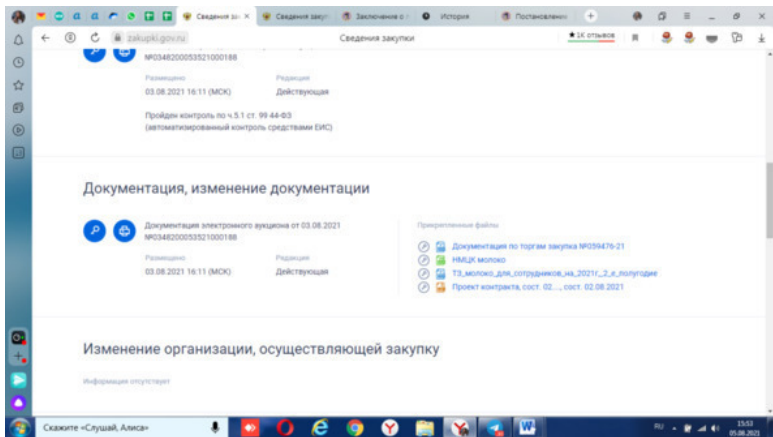 Сведения за
Сведения закуп
Заключение о
История
Постановлени
zakupki.gov.ru
Сведения закупки
1К отзывов
№0348200053521000188
Размещено
Редакция
03.08.2021 16:11 (МСК)
Действующая
Пройден контроль по ч.5.1 ст. 99 44-ФЗ
(автоматизированный контроль средствами ЕИС)
Документация, изменение документации
Документация электронного аукциона от 03.08.2021
№0348200053521000188
Размещено
Редакция
03.08.2021 16:11 (МСК)
Действующая
Прикрепленные файлы
Документация по торгам закупка №059476-21
НМЦК молоко
ТЗ_молоко_для_сотрудников_на_2021г_2_е_полугодие
Проект контракта, сост. 02..., сост. 02.08 2021
Изменение организации, осуществляющей закупку
Информация отсутствует
Скажите «Слушай, Алиса»
RU
15:53
05.08.2021